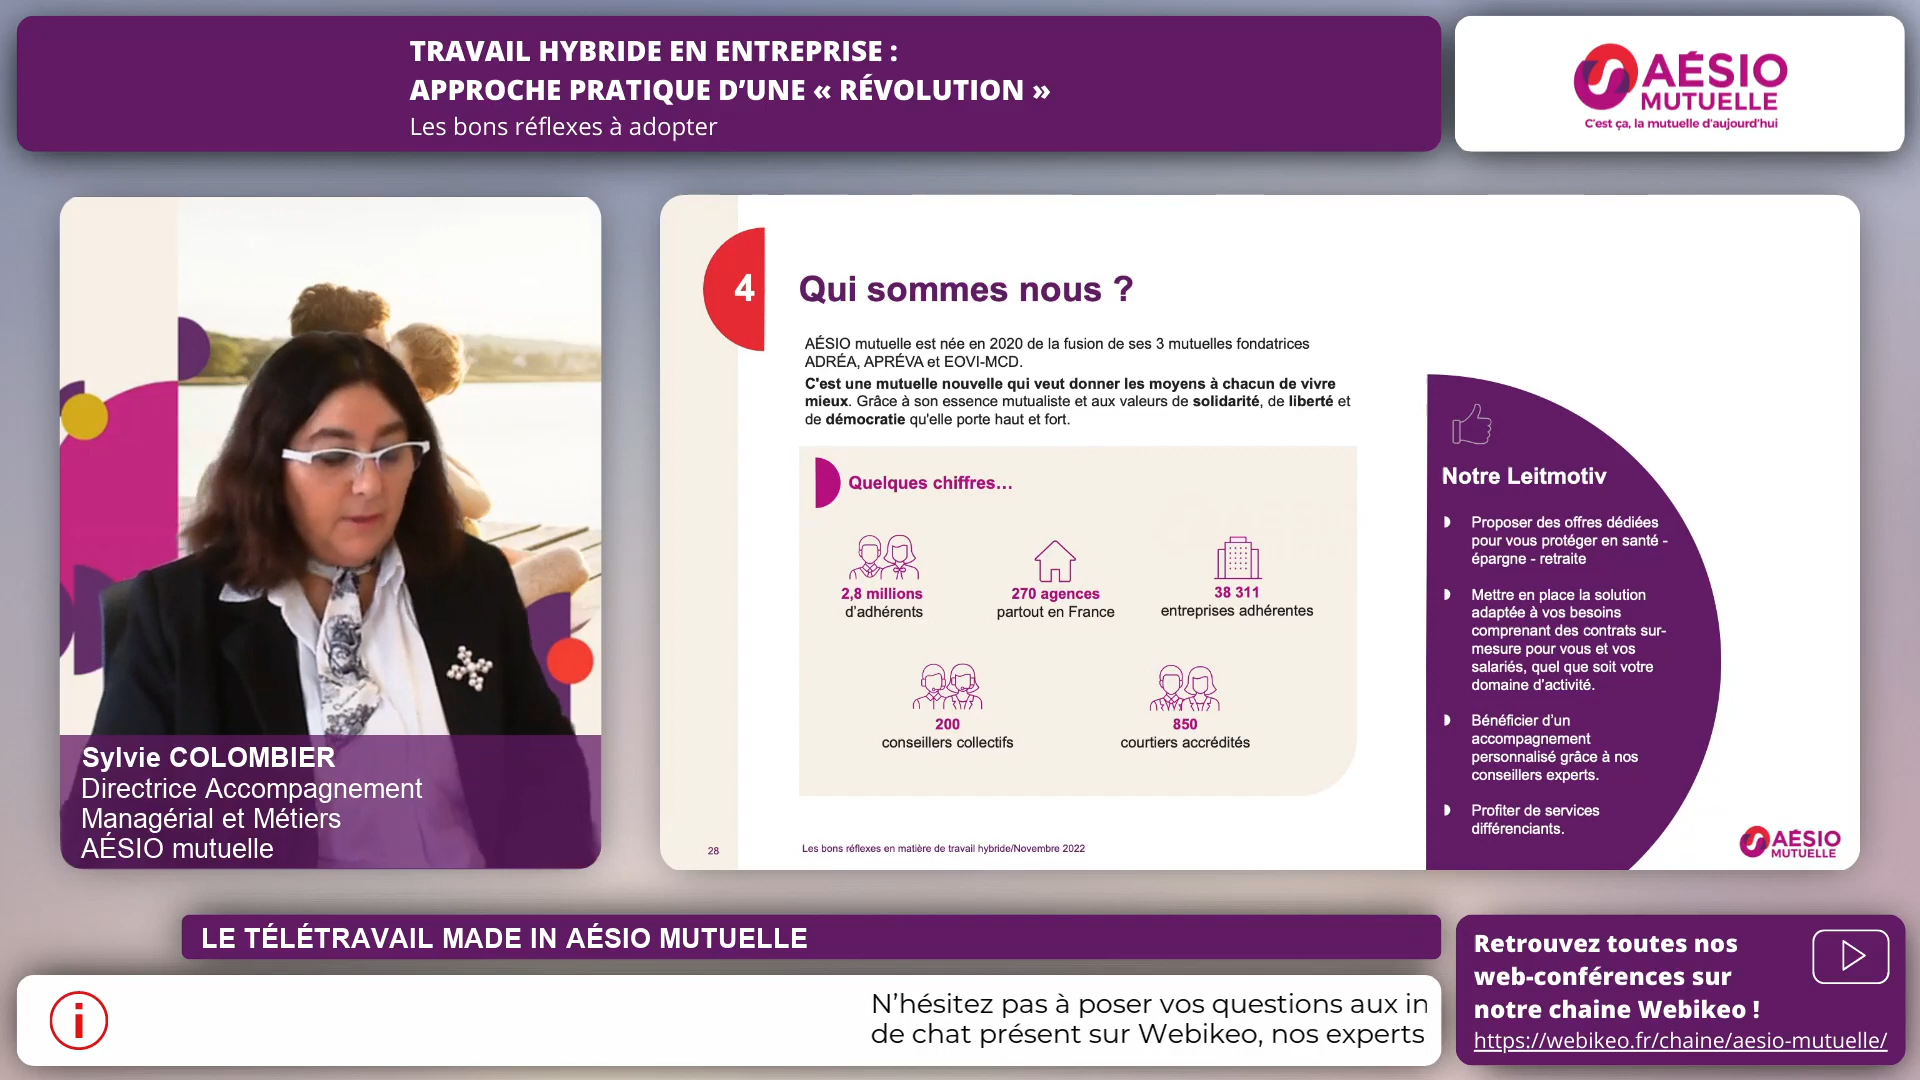 TRAVAIL HYBRIDE EN ENTREPRISE :
APPROCHE PRATIQUE D’UNE « RÉVOLUTION »
Les bons réflexes à adopter
AÉSIO
MUTUELLE
C'est ça, la mutuelle d'aujourd'hui
Sylvie COLOMBIER
Directrice Accompagnement
Managérial et Métiers
AÉSIO mutuelle
4
Qui sommes nous ?
AÉSIO mutuelle est née en 2020 de la fusion de ses 3 mutuelles fondatrices
ADRÉA, APRÉVA et EOVI-MCD.
C'est une mutuelle nouvelle qui veut donner les moyens à chacun de vivre
mieux. Grâce à son essence mutualiste et aux valeurs de solidarité, de liberté et
de démocratie qu'elle porte haut et fort.
Quelques chiffres…
2,8 millions
d’adhérents
270 agences
partout en France
38 311
entreprises adhérentes
200
conseillers collectifs
850
courtiers accrédités
Notre Leitmotiv
Proposer des offres dédiées
pour vous protéger en santé -
épargne - retraite
Mettre en place la solution
adaptée à vos besoins
comprenant des contrats sur-
mesure pour vous et vos
salariés, quel que soit votre
domaine d’activité.
Bénéficier d’un
accompagnement
personnalisé grâce à nos
conseillers experts.
Profiter de services
différenciants.
28
Les bons réflexes en matière de travail hybride/Novembre 2022
AÉSIO
MUTUELLE
LE TÉLÉTRAVAIL MADE IN AÉSIO MUTUELLE
i
N’hésitez pas à poser vos questions aux in
de chat présent sur Webikeo, nos experts
Retrouvez toutes nos
web-conférences sur
notre chaine Webikeo !
https://webikeo.fr/chaine/aesio-mutuelle/